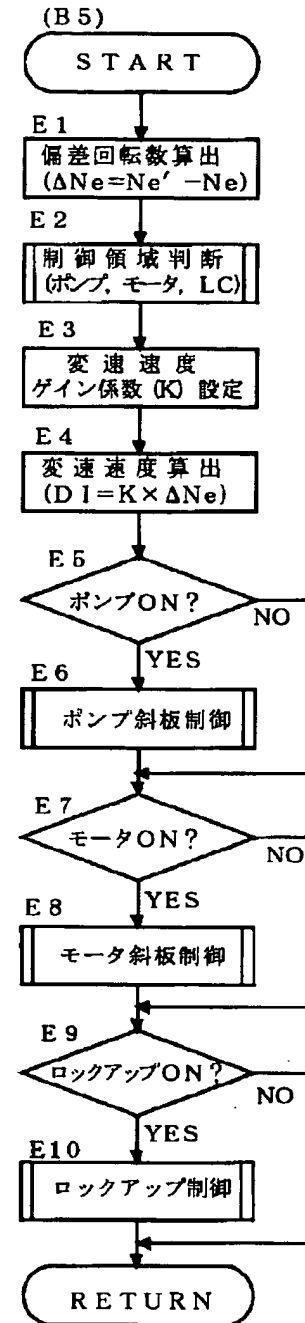 (B5)
START
E1
偏差回転数算出
(ΔNe=Ne′−Ne)
E2
制御領域判断
(ポンプ, モータ, LC)
E3
変速速度
ゲイン係数(K)設定
E4
変速速度算出
(D1=K×ΔNe)
E5
ポンプON?
NO
YES
E6
ポンプ斜板制御
E7
モータON?
NO
YES
E8
モータ斜板制御
E9
ロックアップON?
NO
YES
E10
ロックアップ制御
RETURN